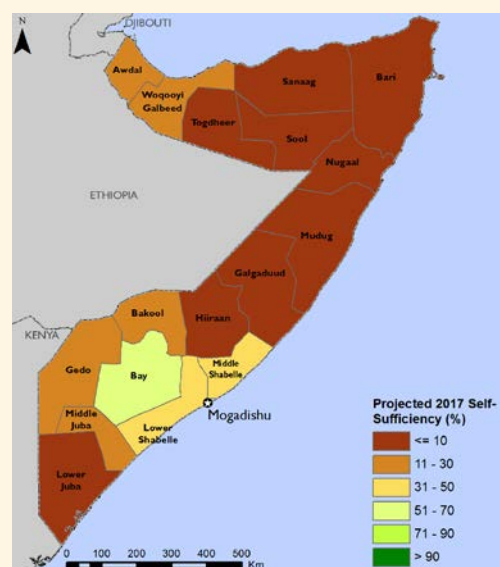 N
DJIBOUTI
Awdal
Woqooyi
Galbeed
Sanaag
Bari
Togdheer
Sool
Nugaal
ETHIOPIA
Mudug
Galgaduud
Bakool
Hiiraan
KENYA
Gedo
Bay
Middle
Shabelle
Middle
Juba
Lower
Shabelle
Mogadishu
Lower
Juba
Projected 2017 Self-
Sufficiency (%)
<= 10
11 - 30
31 - 50
51 - 70
71 - 90
> 90
0 100 200 300 400 500
Km